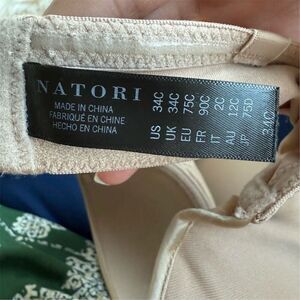 NATORI
MADE IN CHINA
FABRIQUÉ EN CHINE
HECHO EN CHINA
US 34C
UK 34C
EU 75C
FR 90C
IT 2C
AU 12C
JP 75D
34C